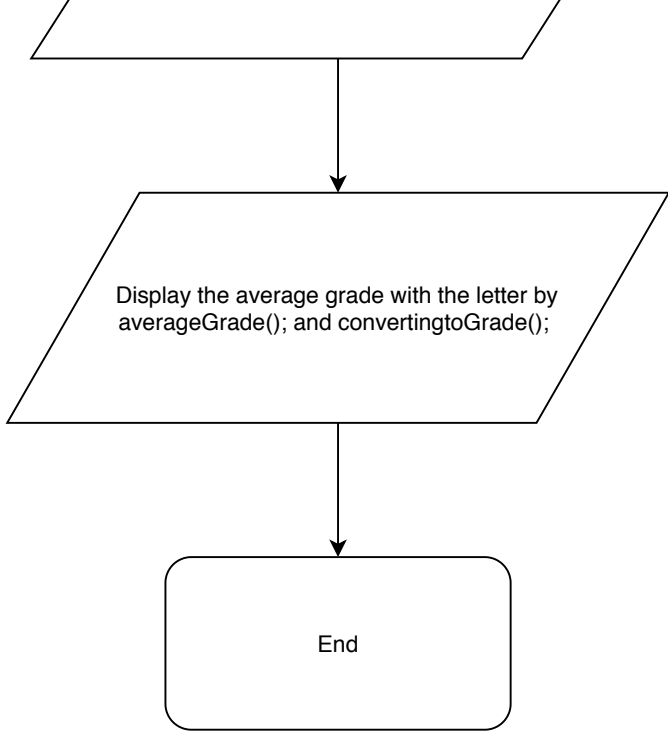 Display the average grade with the letter by
averageGrade(); and convertingtoGrade();
End